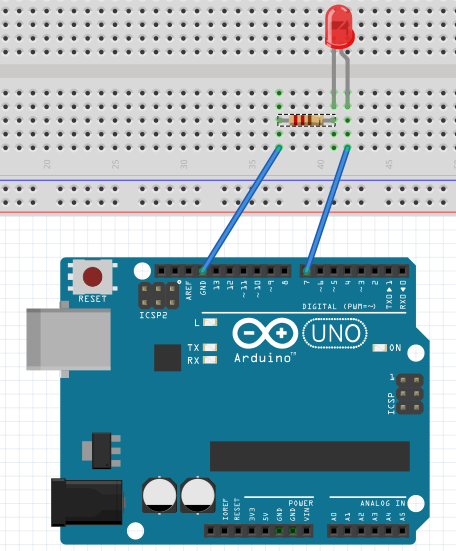 20 25 30 35 40 45
RESET
ICSP2
AREF
GND
13
12
~11
~10
~9
8
7
~6
~5
4
~3
2
TX0▶1
RX0◀0
DIGITAL (PWM=~)
L
TX
RX
Arduino™
UNO
ON
1
ICSP
IOREF
RESET
3V3
5V
GND
GND
VIN
POWER
ANALOG IN
A0
A1
A2
A3
A4
A5